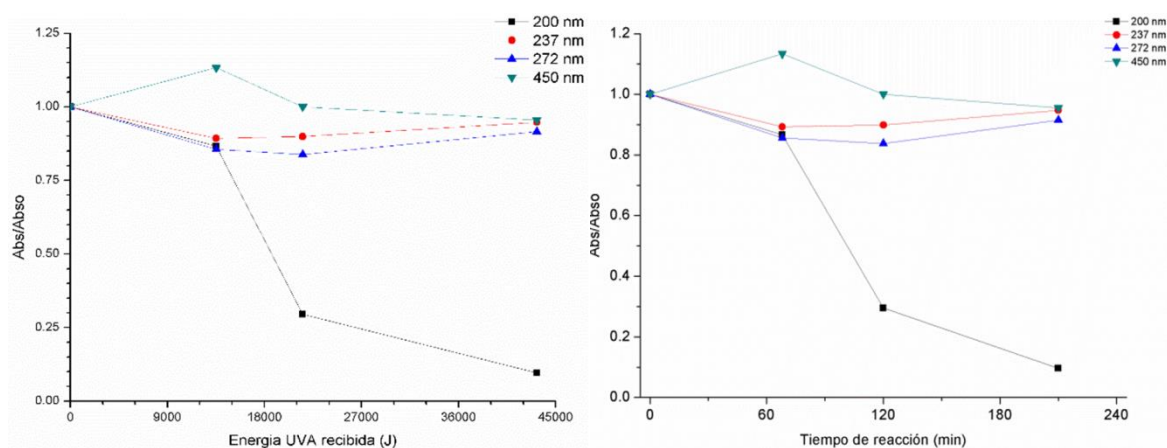 200 nm
237 nm
272 nm
450 nm
1.25
1.00
0.75
0.50
0.25
0.00
Abs/Abso
0
9000
18000
27000
36000
45000
Energia UVA recibida (J)
200 nm
237 nm
272 nm
450 nm
1.2
1.0
0.8
0.6
0.4
0.2
0.0
Abs/Abso
0
60
120
180
240
Tiempo de reacción (min)